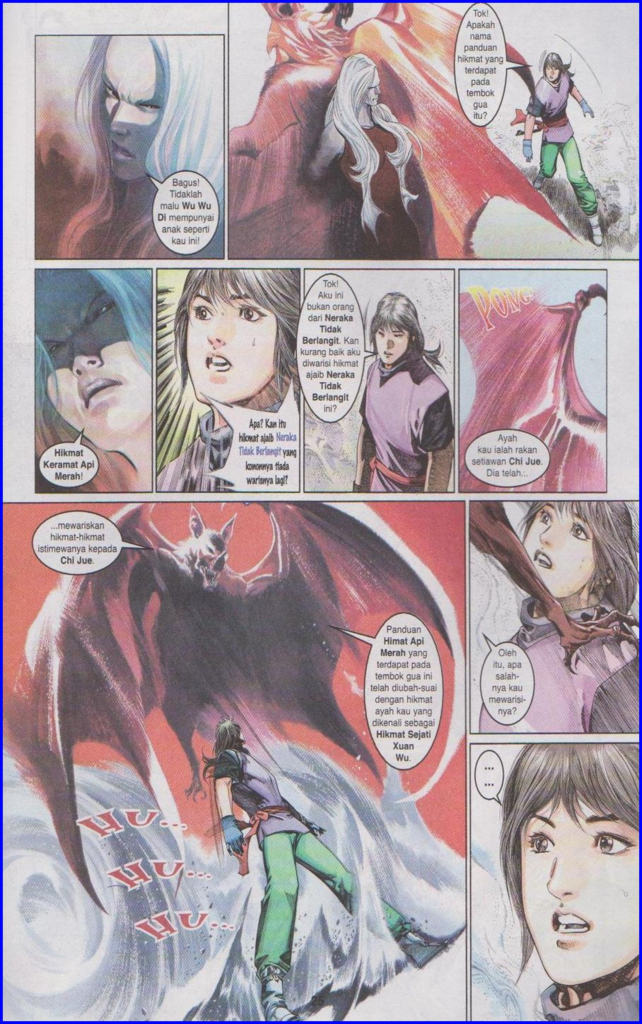 Bagus!
Tidaklah
malu Wu Wu
Di mempunyai
anak seperti
kau ini!
Tok!
Apakah
nama
panduan
hikmat yang
terdapat
pada
tembok
gua
itu?
Hikmat
Keramat Api
Merah!
Apa? Kan itu
hikmat ajaib Neraka
Tidak Berlangit yang
kononnya tiada
warisnya lagi?
Tok!
Aku ini
bukan orang
dari Neraka
Tidak
Berlangit. Kan
kurang baik aku
diwarisi hikmat
ajaib Neraka
Tidak
Berlangit
ini?
PONG
Ayah
kau ialah rakan
setiawan Chi Jue.
Dia telah...
...mewariskan
hikmat-hikmat
istimewanya kepada
Chi Jue.
Panduan
Himat Api
Merah yang
terdapat pada
tembok gua ini
telah diubah-suai
dengan hikmat
ayah kau yang
dikenali sebagai
Hikmat Sejati
Xuan
Wu.
HU...
HU...
HU...
Oleh
itu, apa
salah-
nya kau
mewarisi-
nya?
...
...